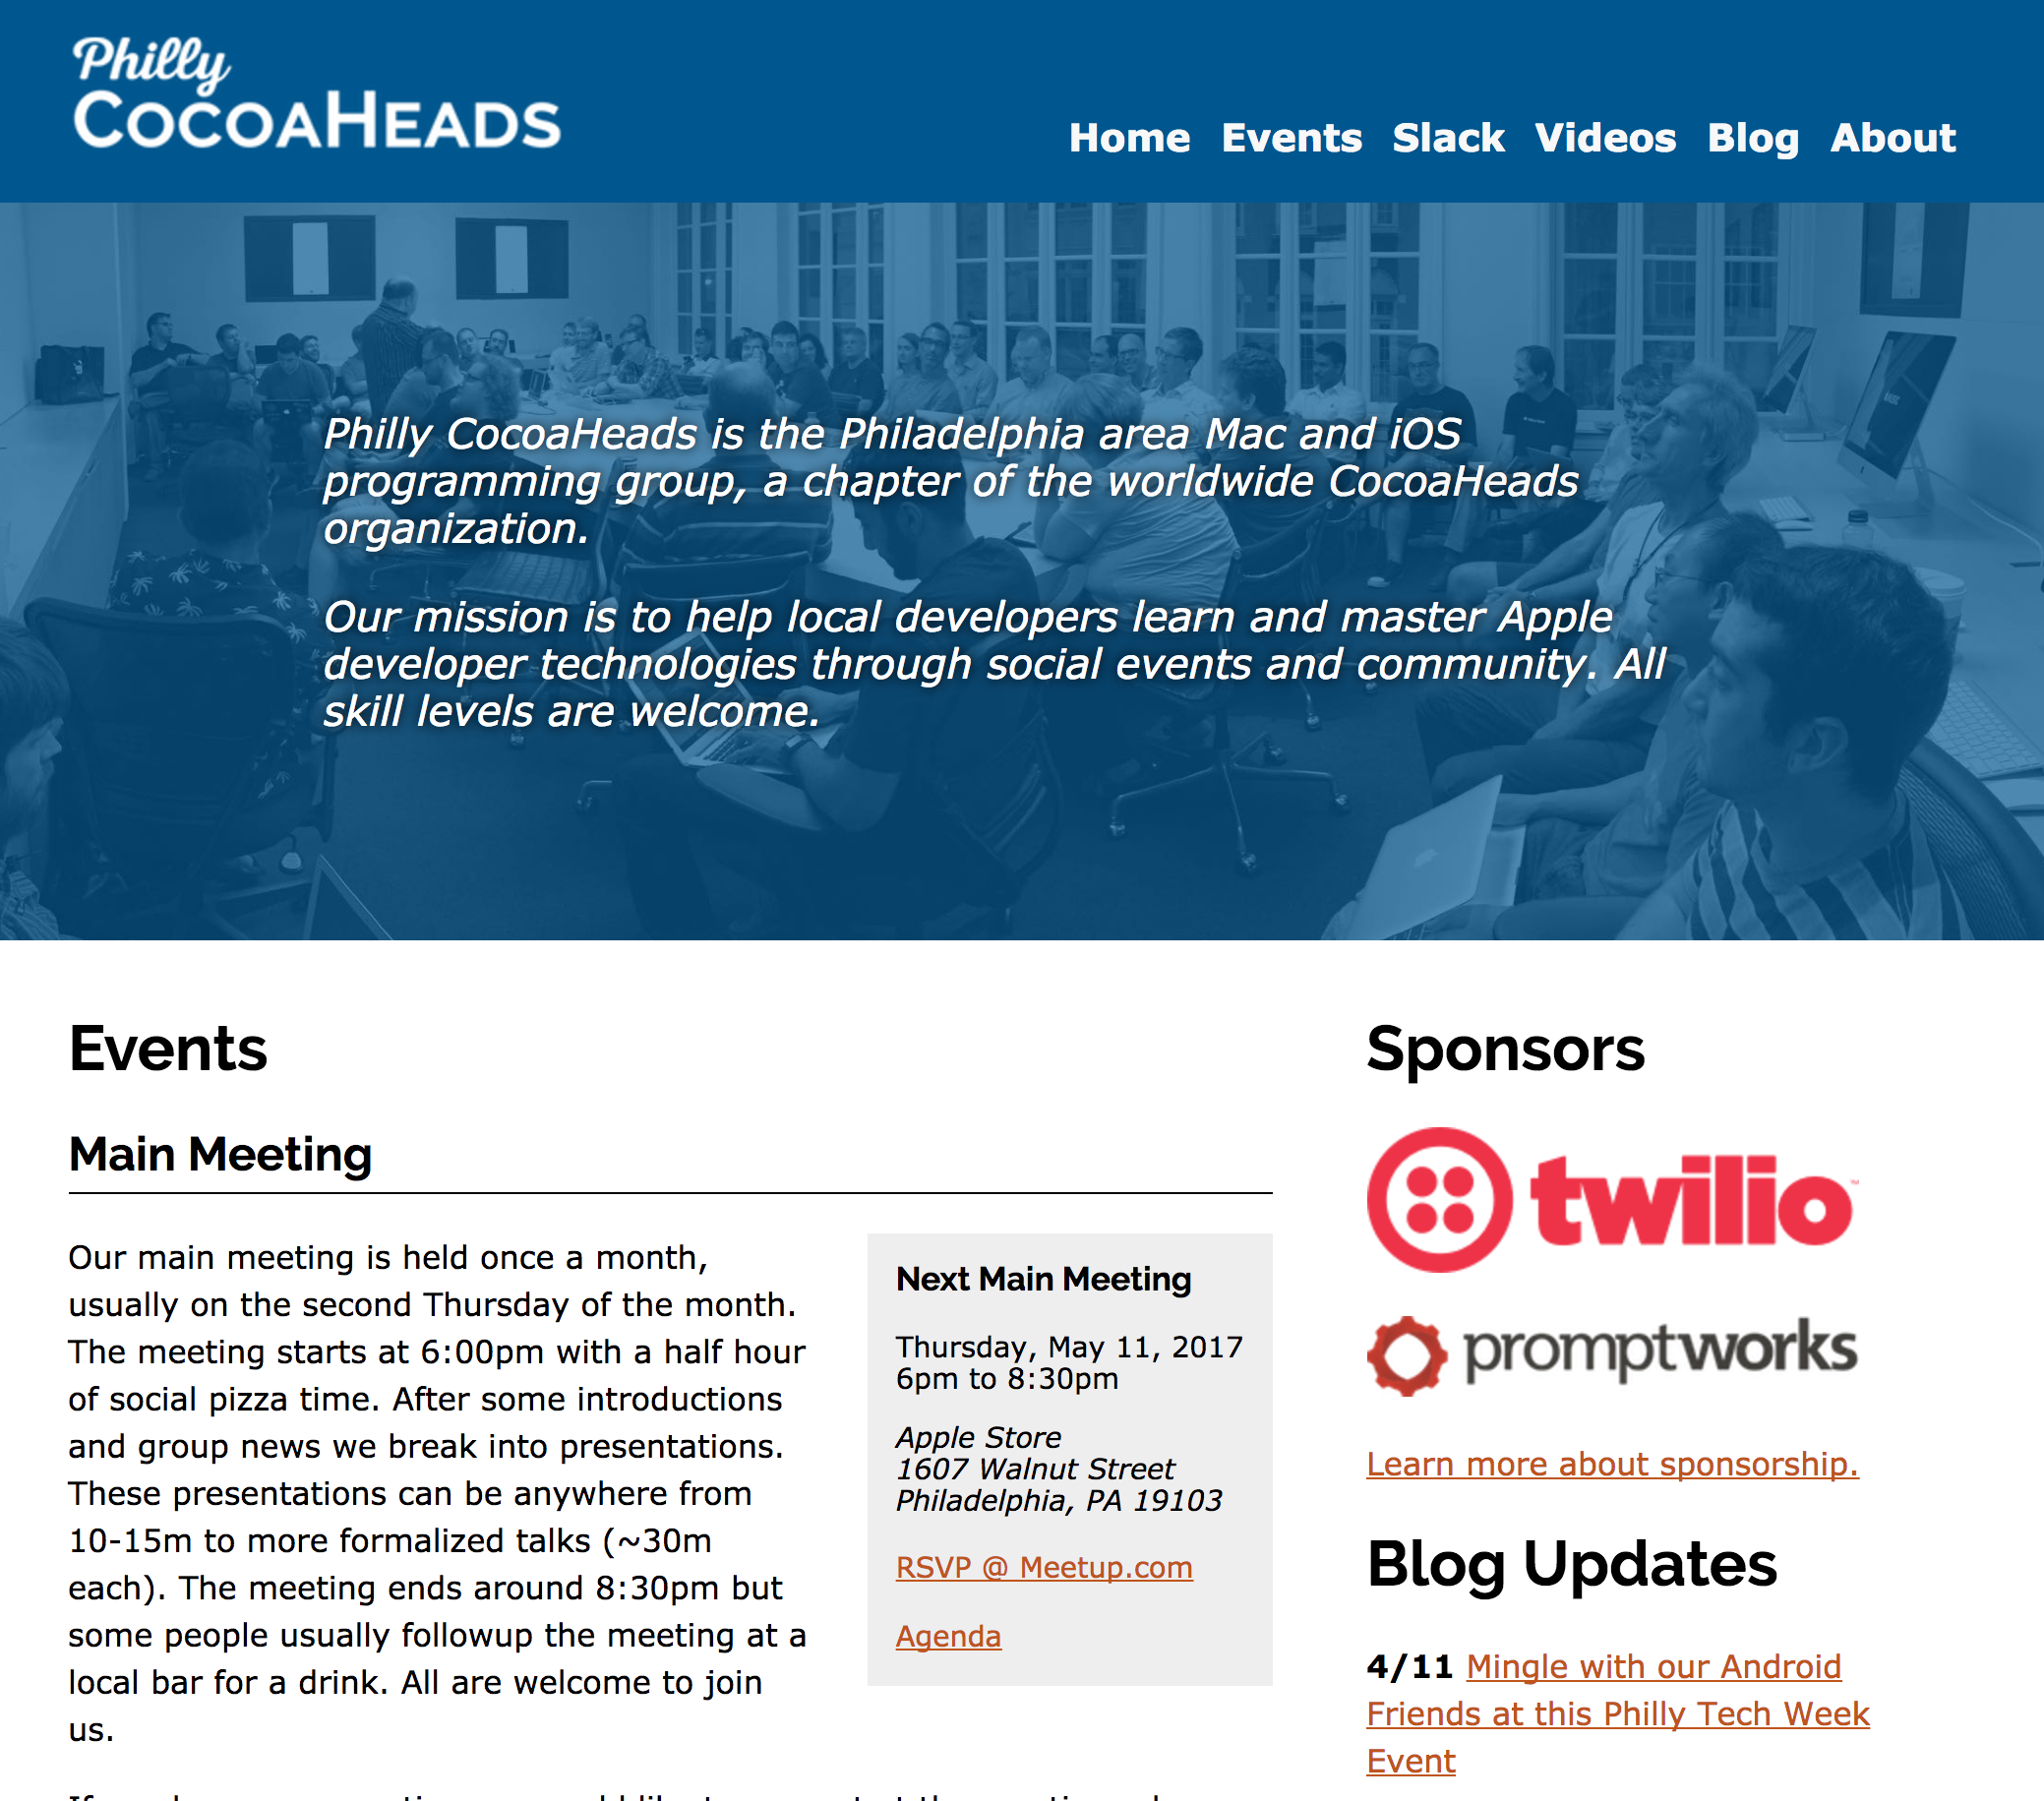 Philly
COCOAHEADS
Home Events Slack Videos Blog About
Philly CocoaHeads is the Philadelphia area Mac and iOS
programming group, a chapter of the worldwide CocoaHeads
organization.
Our mission is to help local developers learn and master Apple
developer technologies through social events and community. All
skill levels are welcome.
Events
Main Meeting
Our main meeting is held once a month,
usually on the second Thursday of the month.
The meeting starts at 6:00pm with a half hour
of social pizza time. After some introductions
and group news we break into presentations.
These presentations can be anywhere from
10-15m to more formalized talks (~30m
each). The meeting ends around 8:30pm but
some people usually followup the meeting at a
local bar for a drink. All are welcome to join
us.
Next Main Meeting
Thursday, May 11, 2017
6pm to 8:30pm
Apple Store
1607 Walnut Street
Philadelphia, PA 19103
RSVP @ Meetup.com
Agenda
Sponsors
twilio
promptworks
Learn more about sponsorship.
Blog Updates
4/11 Mingle with our Android
Friends at this Philly Tech Week
Event